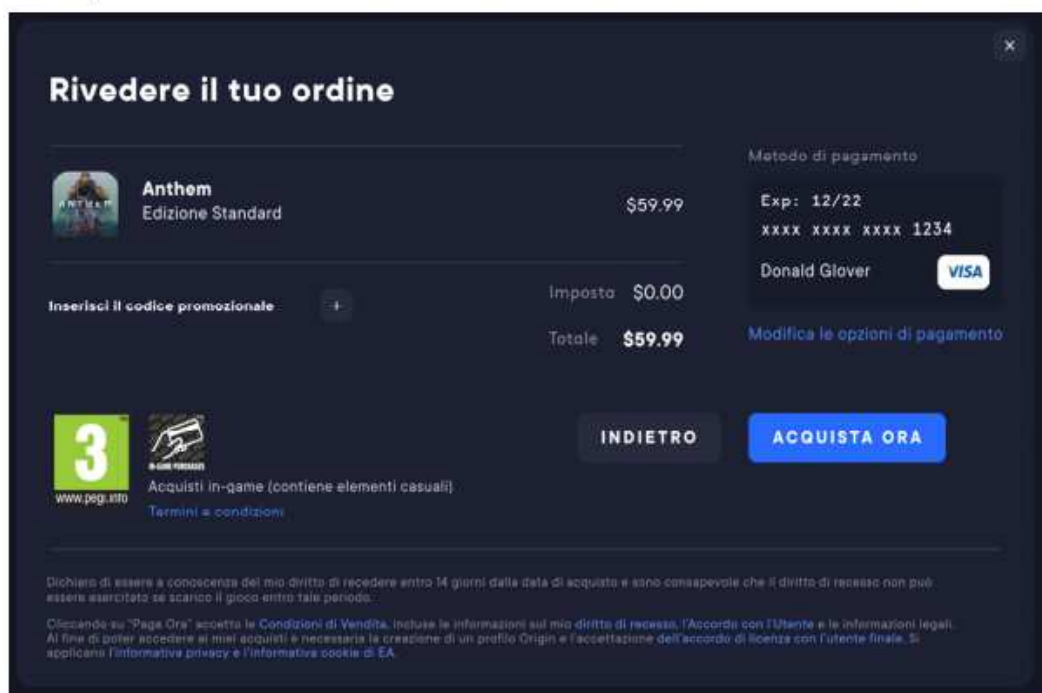 Rivedere il tuo ordine
×
ANTHEM
Anthem
Edizione Standard
$59.99
Metodo di pagamento
Exp: 12/22
xxxx xxxx xxxx 1234
Donald Glover
VISA
Modifica le opzioni di pagamento
Inserisci il codice promozionale +
Imposta $0.00
Totale $59.99
3
www.pegi.info
IN-GAME PURCHASES
Acquisti in-game (contiene elementi casuali)
Termini e condizioni
INDIETRO
ACQUISTA ORA
Dichiaro di essere a conoscenza del mio diritto di recedere entro 14 giorni dalla data di acquisto e sono consapevole che il diritto di recesso non può
essere esercitato se scarico il gioco entro tale periodo.
Cliccando su "Paga Ora" accetto le Condizioni di Vendita, incluse le informazioni sul mio diritto di recesso, l'Accordo con l'Utente e le informazioni legali.
Al fine di poter accedere ai miei acquisti è necessaria la creazione di un profilo Origin e l'accettazione dell'accordo di licenza con l'utente finale. Si
applicano l'informativa privacy e l'informativa cookie di EA.